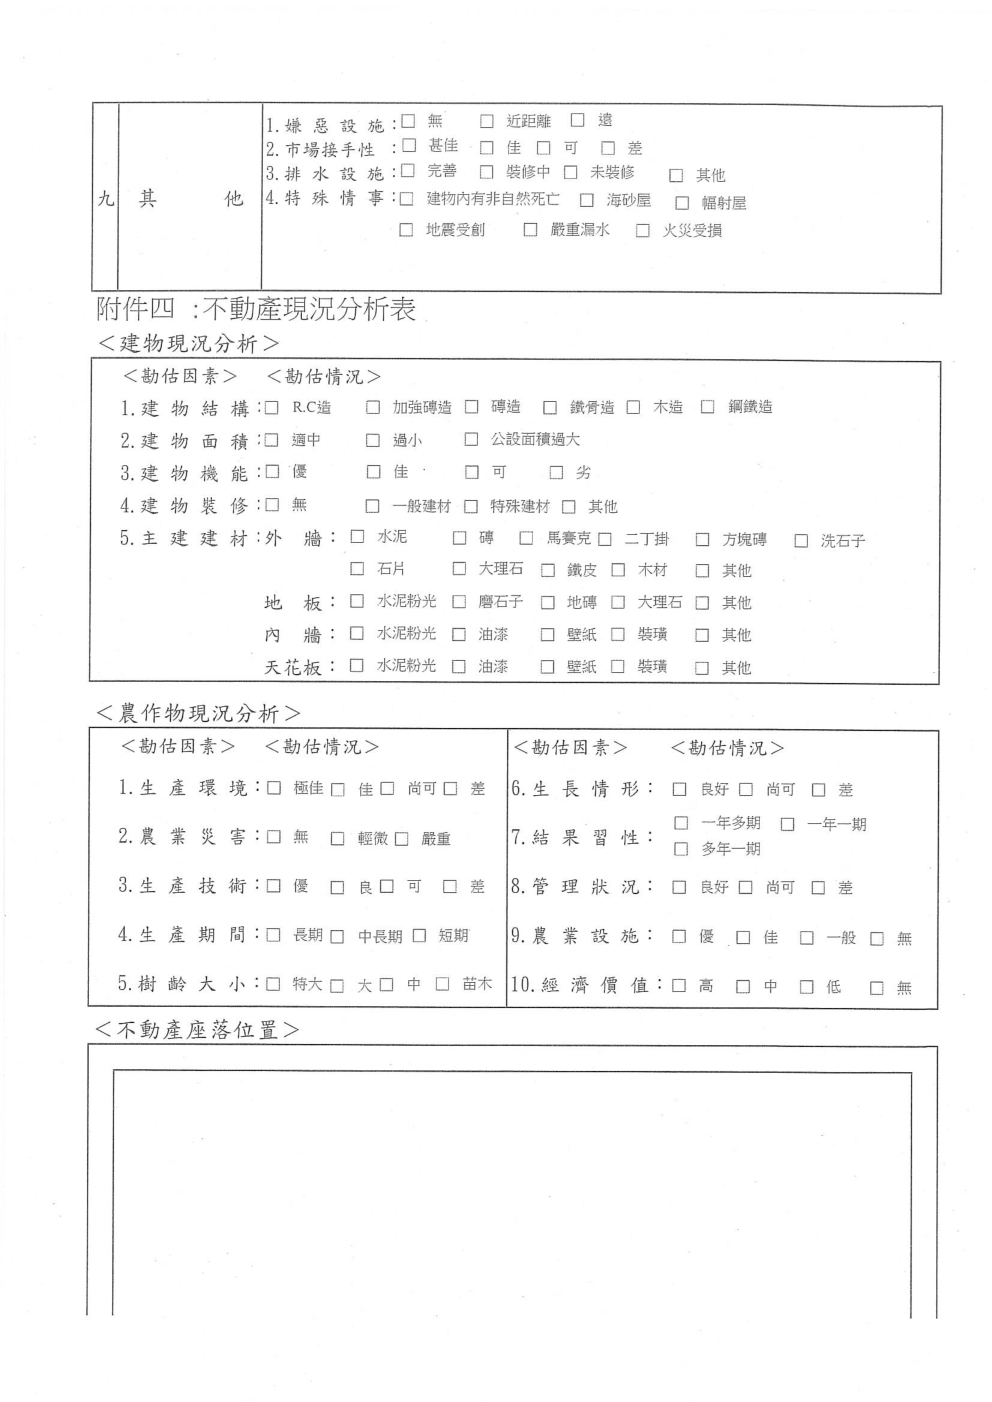 九 其 他
1.嫌惡設施:□ 無 □ 近距離 □ 遠
2.市場接手性 :□ 甚佳 □ 佳 □ 可 □ 差
3.排水設施:□ 完善 □ 裝修中 □ 未裝修 □ 其他
4.特殊情事:□ 建物內有非自然死亡 □ 海砂屋 □ 幅射屋
□ 地震受創 □ 嚴重漏水 □ 火災受損
附件四 :不動產現況分析表
＜建物現況分析＞
＜勘估因素＞ ＜勘估情況＞
1.建物結構:□ R.C造 □ 加強磚造 □ 磚造 □ 鐵骨造 □ 木造 □ 鋼鐵造
2.建物面積:□ 適中 □ 過小 □ 公設面積過大
3.建物機能:□ 優 □ 佳 □ 可 □ 劣
4.建物裝修:□ 無 □ 一般建材 □ 特殊建材 □ 其他
5.主建建材:外牆:□ 水泥 □ 磚 □ 馬賽克 □ 二丁掛 □ 方塊磚 □ 洗石子
□ 石片 □ 大理石 □ 鐵皮 □ 木材 □ 其他
地板:□ 水泥粉光 □ 磨石子 □ 地磚 □ 大理石 □ 其他
內牆:□ 水泥粉光 □ 油漆 □ 壁紙 □ 裝璜 □ 其他
天花板:□ 水泥粉光 □ 油漆 □ 壁紙 □ 裝璜 □ 其他
＜農作物現況分析＞
＜勘估因素＞ ＜勘估情況＞
1.生產環境:□ 極佳 □ 佳 □ 尚可 □ 差
2.農業災害:□ 無 □ 輕微 □ 嚴重
3.生產技術:□ 優 □ 良 □ 可 □ 差
4.生產期間:□ 長期 □ 中長期 □ 短期
5.樹齡大小:□ 特大 □ 大 □ 中 □ 苗木
＜勘估因素＞ ＜勘估情況＞
6.生長情形:□ 良好 □ 尚可 □ 差
7.結果習性:□ 一年多期 □ 一年一期
□ 多年一期
8.管理狀況:□ 良好 □ 尚可 □ 差
9.農業設施:□ 優 □ 佳 □ 一般 □ 無
10.經濟價值:□ 高 □ 中 □ 低 □ 無
＜不動產座落位置＞